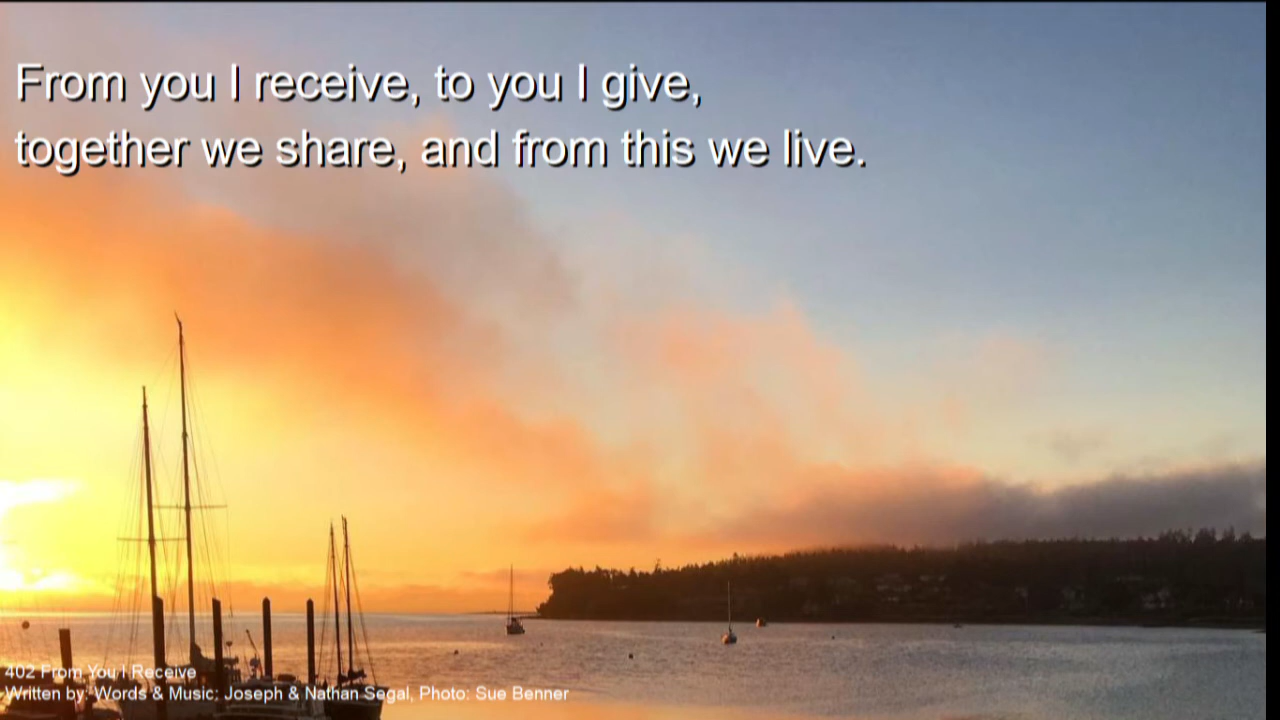 From you I receive, to you I give,
together we share, and from this we live.
402 From You I Receive
Written by: Words & Music: Joseph & Nathan Segal, Photo: Sue Benner